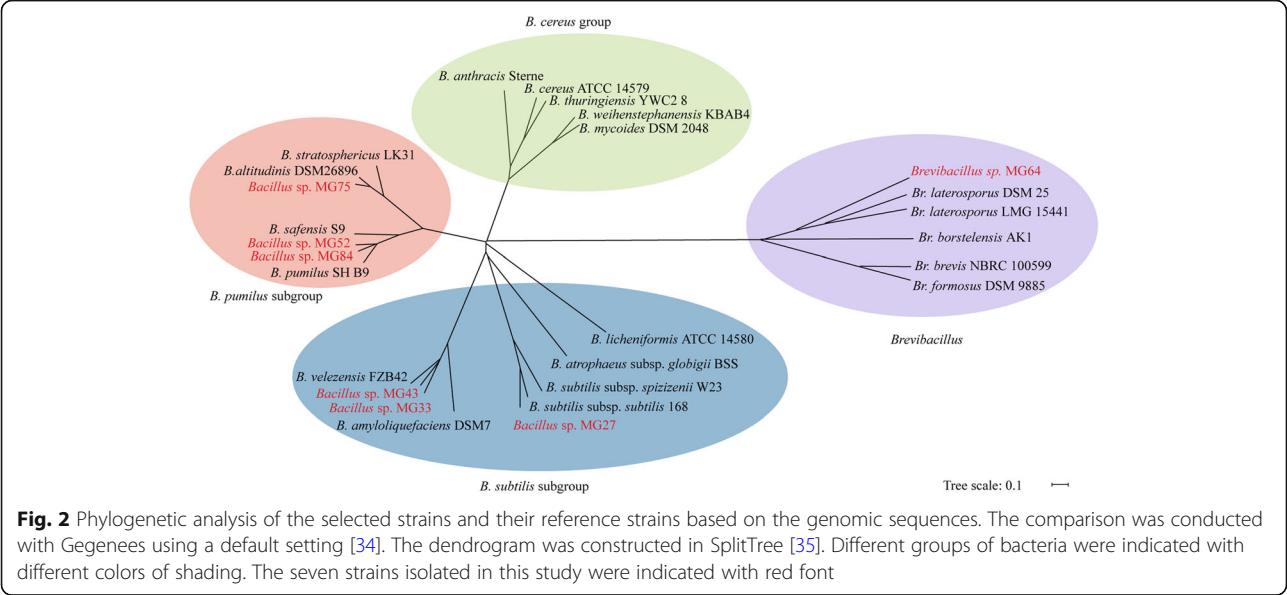 B. cereus group
B. anthracis Sterne
B. cereus ATCC 14579
B. thuringiensis YWC2 8
B. weihenstephanensis KBAB4
B. mycoides DSM 2048
B. stratosphericus LK31
B.altitudinis DSM26896
Bacillus sp. MG75
B. safensis S9
Bacillus sp. MG52
Bacillus sp. MG84
B. pumilus SH B9
B. pumilus subgroup
Brevibacillus sp. MG64
Br. laterosporus DSM 25
Br. laterosporus LMG 15441
Br. borstelensis AK1
Br. brevis NBRC 100599
Br. formosus DSM 9885
Brevibacillus
B. licheniformis ATCC 14580
B. atrophaeus subsp. globigii BSS
B. subtilis subsp. spizizenii W23
B. subtilis subsp. subtilis 168
Bacillus sp. MG27
B. velezensis FZB42
Bacillus sp. MG43
Bacillus sp. MG33
B. amyloliquefaciens DSM7
B. subtilis subgroup
Tree scale: 0.1
Fig. 2 Phylogenetic analysis of the selected strains and their reference strains based on the genomic sequences. The comparison was conducted
with Gegenees using a default setting [34]. The dendrogram was constructed in SplitTree [35]. Different groups of bacteria were indicated with
different colors of shading. The seven strains isolated in this study were indicated with red font